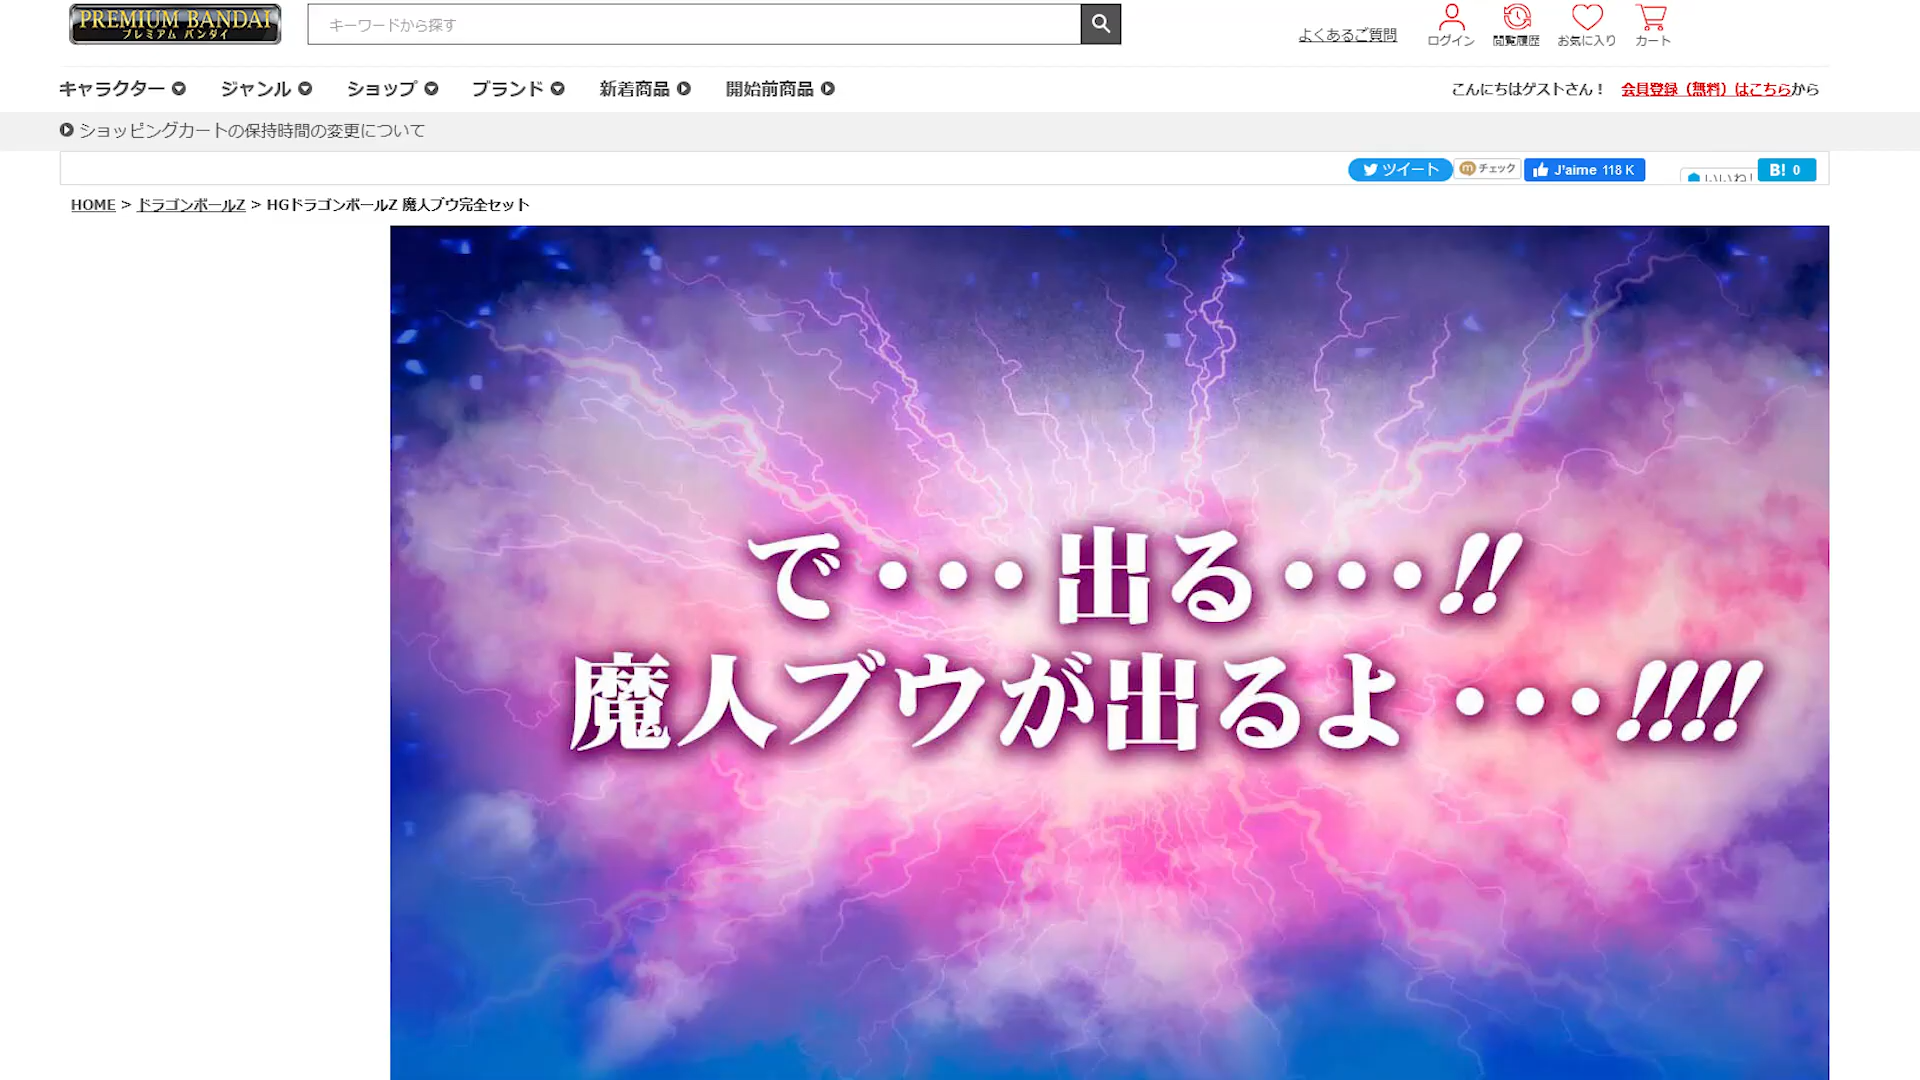 PREMIUM BANDAI
プレミアム バンダイ
キーワードから探す
よくあるご質問
ログイン
閲覧履歴
お気に入り
カート
キャラクター
ジャンル
ショップ
ブランド
新着商品
開始前商品
こんにちはゲストさん！ 会員登録（無料）はこちらから
ショッピングカートの保持時間の変更について
ツイート
チェック
J'aime 118 K
いいね!
B! 0
HOME > ドラゴンボールZ > HGドラゴンボールZ 魔人ブウ完全セット
で・・・出る・・・!!
魔人ブウが出るよ・・・!!!!